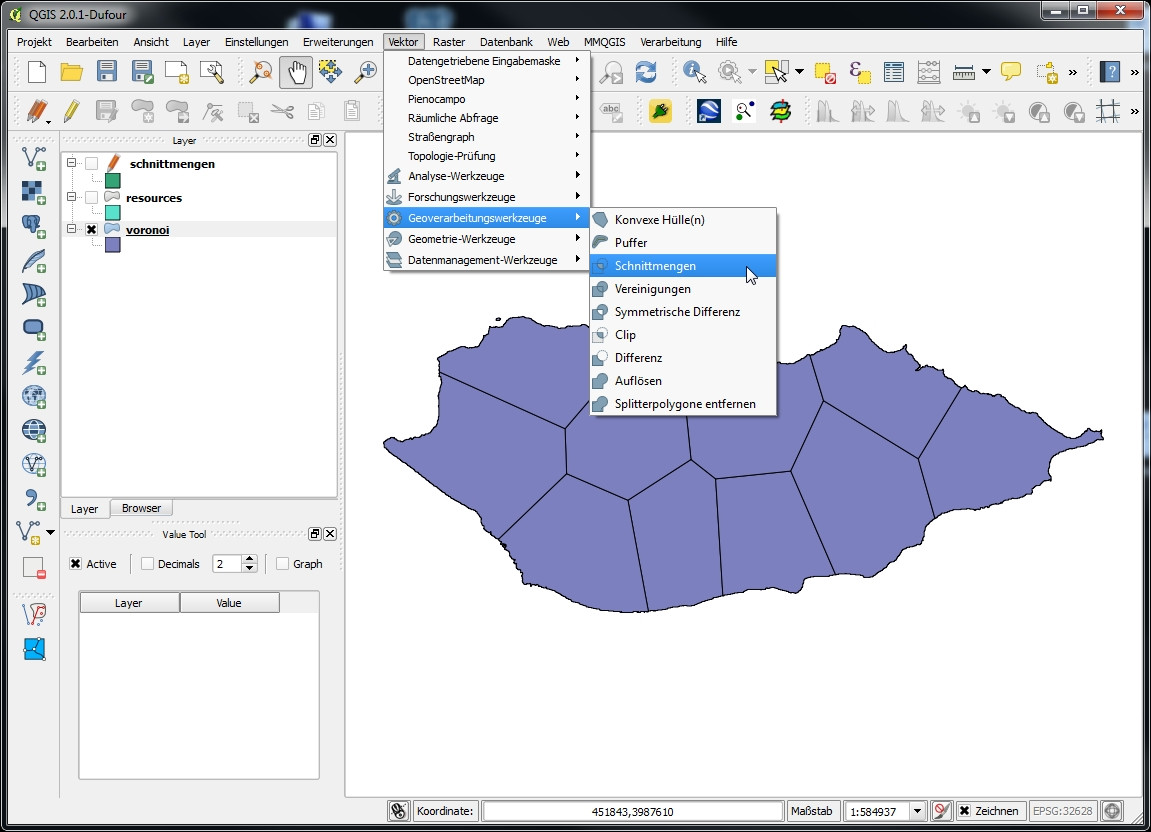 QGIS 2.0.1-Dufour
Projekt Bearbeiten Ansicht Layer Einstellungen Erweiterungen Vektor Raster Datenbank Web MMQGIS Verarbeitung Hilfe
Datengetriebene Eingabemaske
OpenStreetMap
Pienocampo
Räumliche Abfrage
Straßengraph
Topologie-Prüfung
Analyse-Werkzeuge
Forschungswerkzeuge
Geoverarbeitungswerkzeuge
Geometrie-Werkzeuge
Datenmanagement-Werkzeuge
Konvexe Hülle(n)
Puffer
Schnittmengen
Vereinigungen
Symmetrische Differenz
Clip
Differenz
Auflösen
Splitterpolygone entfernen
abc
Layer
schnittmengen
resources
voronoi
Layer Browser
Value Tool
Active Decimals 2 Graph
Layer Value
Koordinate: 451843,3987610 Maßstab 1:584937 Zeichnen EPSG:32628